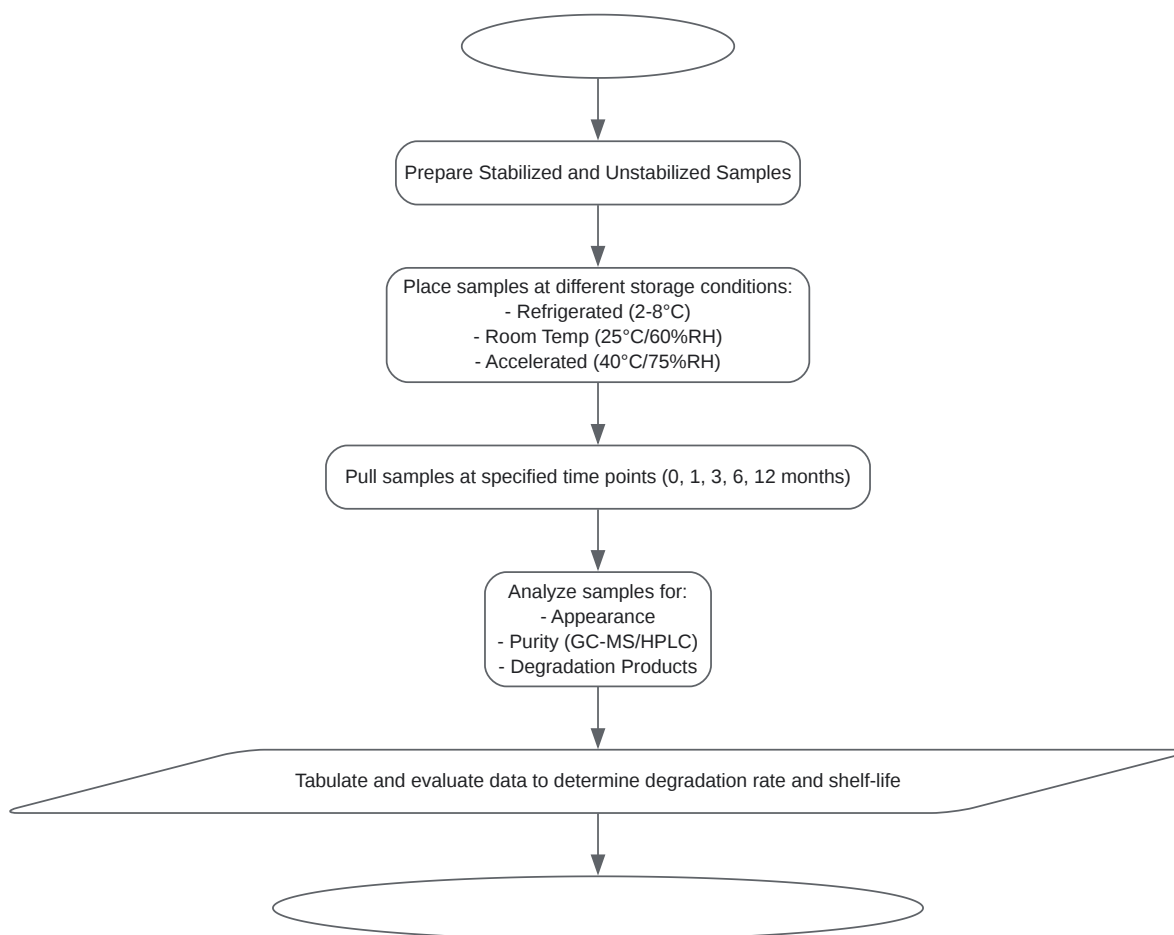 Prepare Stabilized and Unstabilized Samples
Place samples at different storage conditions:
- Refrigerated (2-8°C)
- Room Temp (25°C/60%RH)
- Accelerated (40°C/75%RH)
Pull samples at specified time points (0, 1, 3, 6, 12 months)
Analyze samples for:
- Appearance
- Purity (GC-MS/HPLC)
- Degradation Products
Tabulate and evaluate data to determine degradation rate and shelf-life